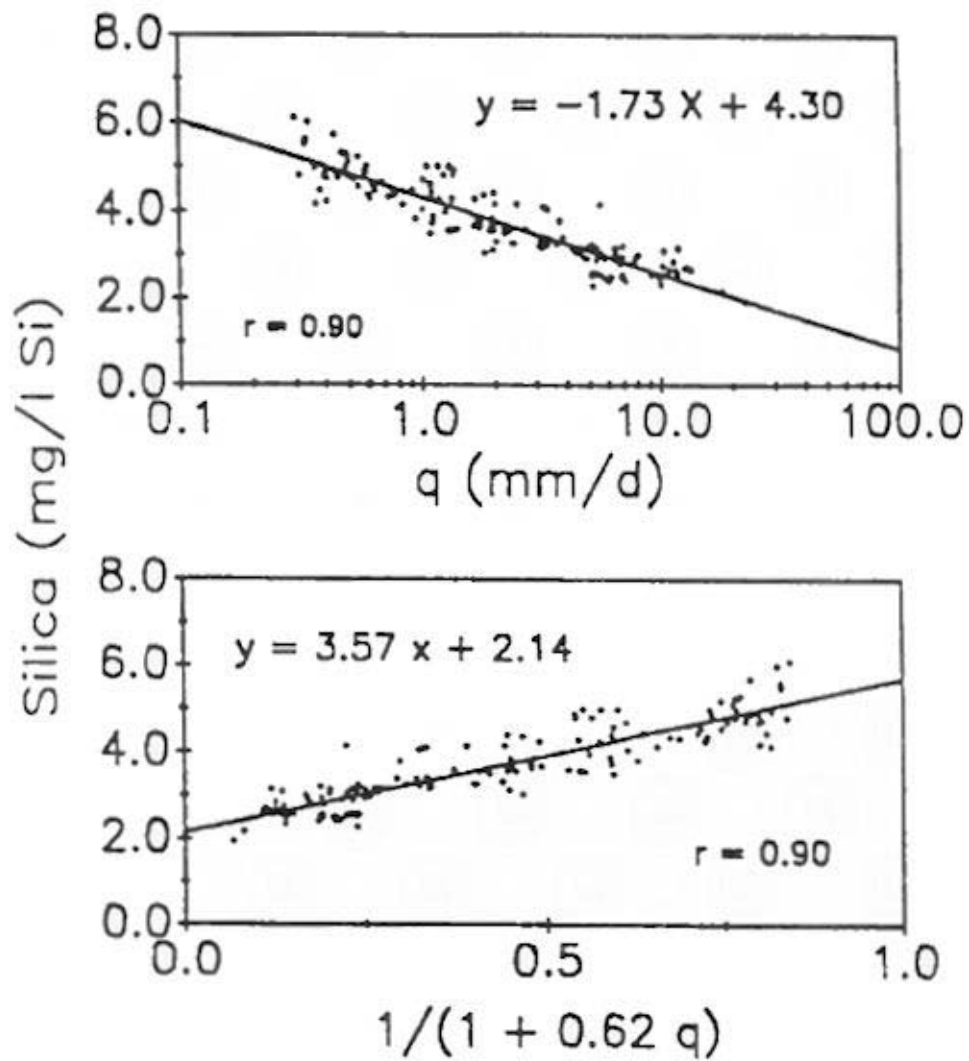 8.0
y = -1.73 X + 4.30
6.0
4.0
2.0
r = 0.90
0.0
0.1 1.0 10.0 100.0
q (mm/d)
Silica (mg/l Si)
8.0
y = 3.57 x + 2.14
6.0
4.0
2.0
r = 0.90
0.0
0.0 0.5 1.0
1/(1 + 0.62 q)